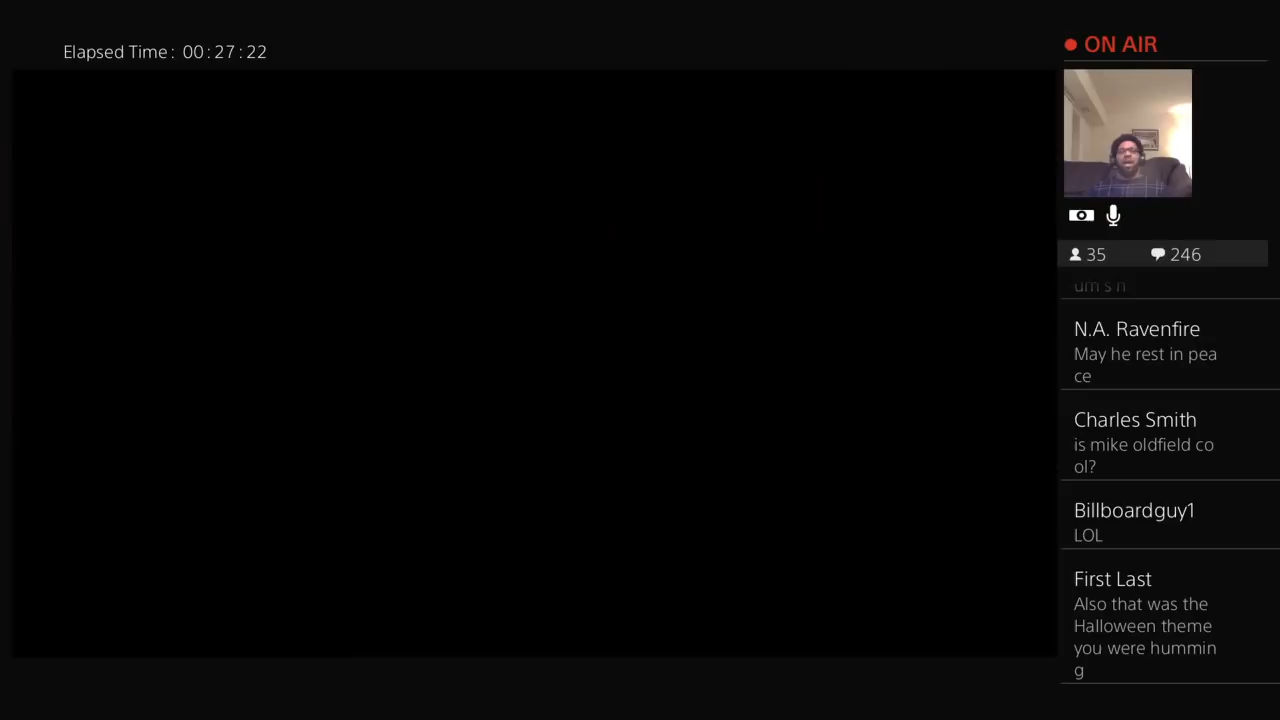 Elapsed Time: 00:27:22
ON AIR
35 246
um s n
N.A. Ravenfire
May he rest in pea
ce
Charles Smith
is mike oldfield co
ol?
Billboardguy1
LOL
First Last
Also that was the
Halloween theme
you were hummin
g